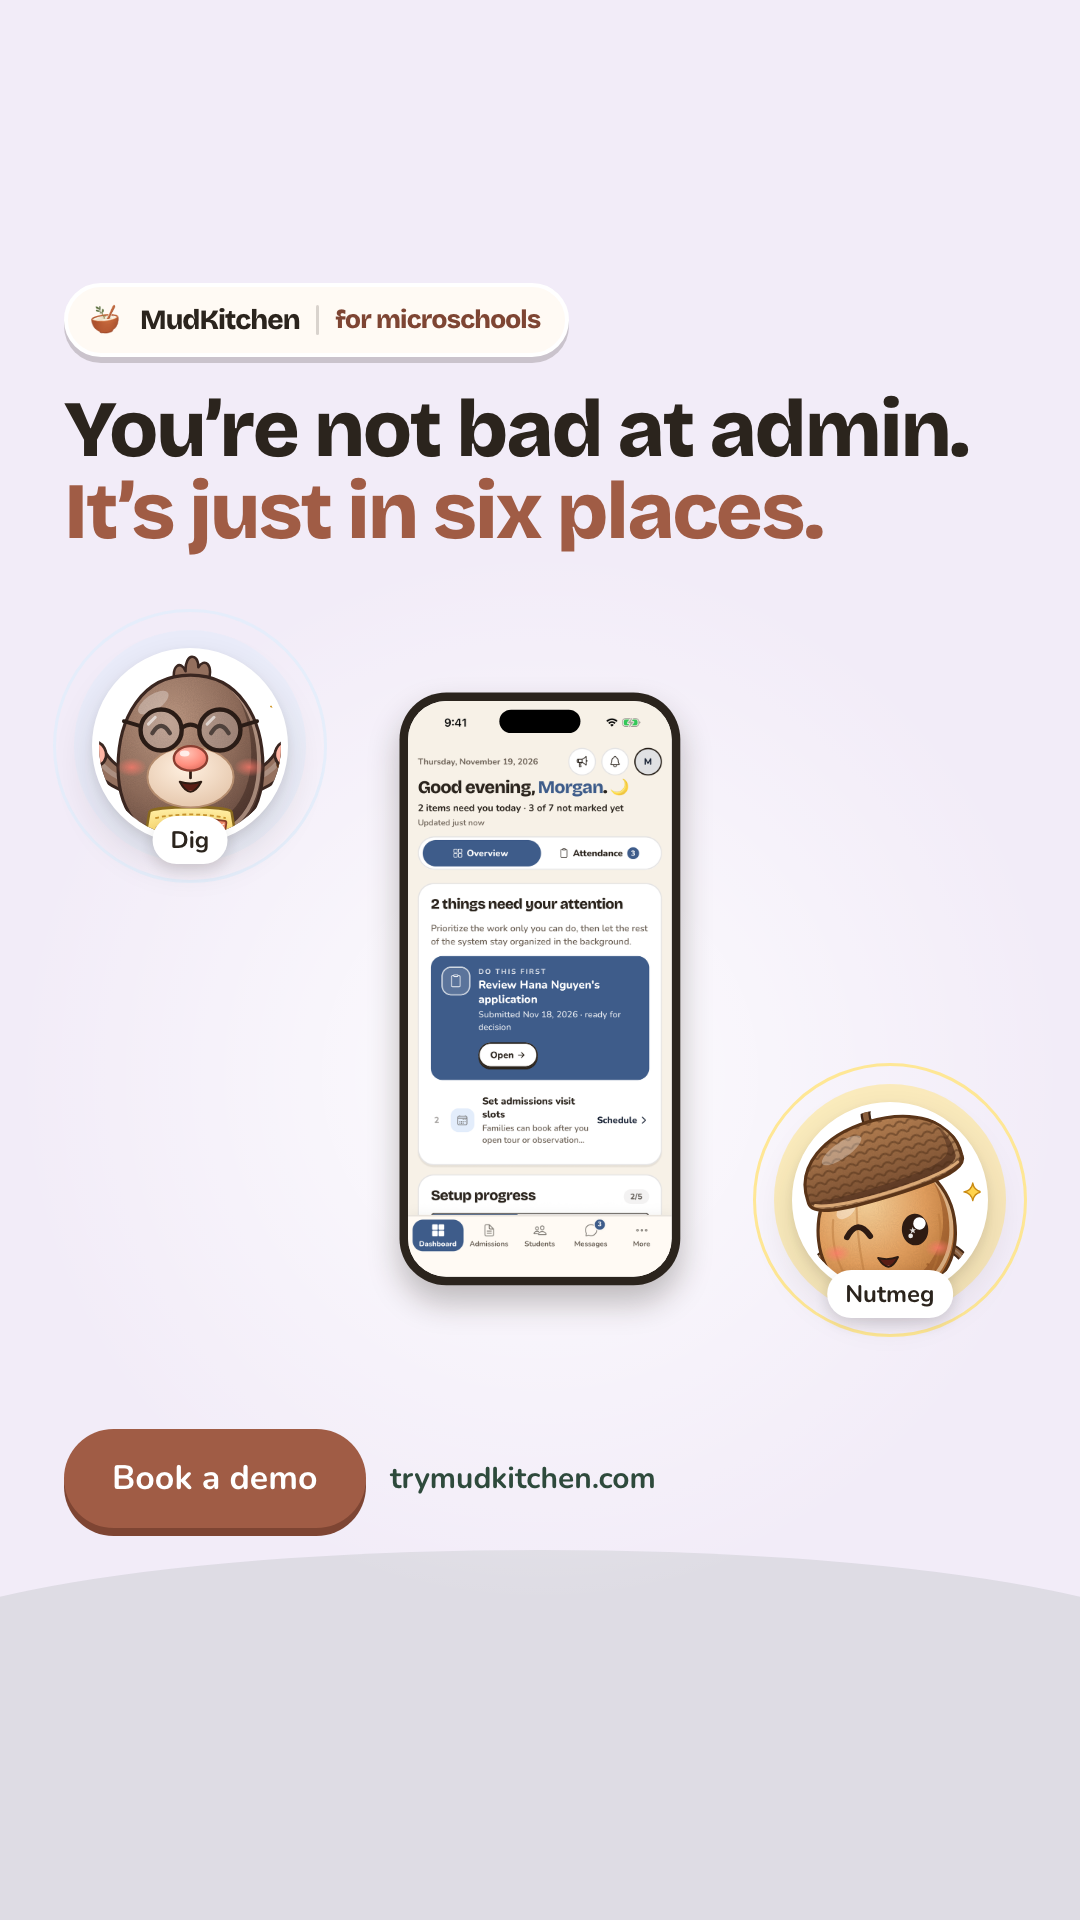 MudKitchen | for microschools
You’re not bad at admin.
It’s just in six places.
Dig
9:41
Thursday, November 19, 2026
M
Good evening, Morgan. 🌙
2 items need you today · 3 of 7 not marked yet
Updated just now
Overview
Attendance 3
2 things need your attention
Prioritize the work only you can do, then let the rest
of the system stay organized in the background.
DO THIS FIRST
Review Hana Nguyen's
application
Submitted Nov 18, 2026 · ready for
decision
Open →
2
Set admissions visit
slots
Families can book after you
open tour or observation...
Schedule >
Setup progress
2/5
Dashboard
Admissions
Students
3
Messages
More
Nutmeg
Book a demo
trymudkitchen.com